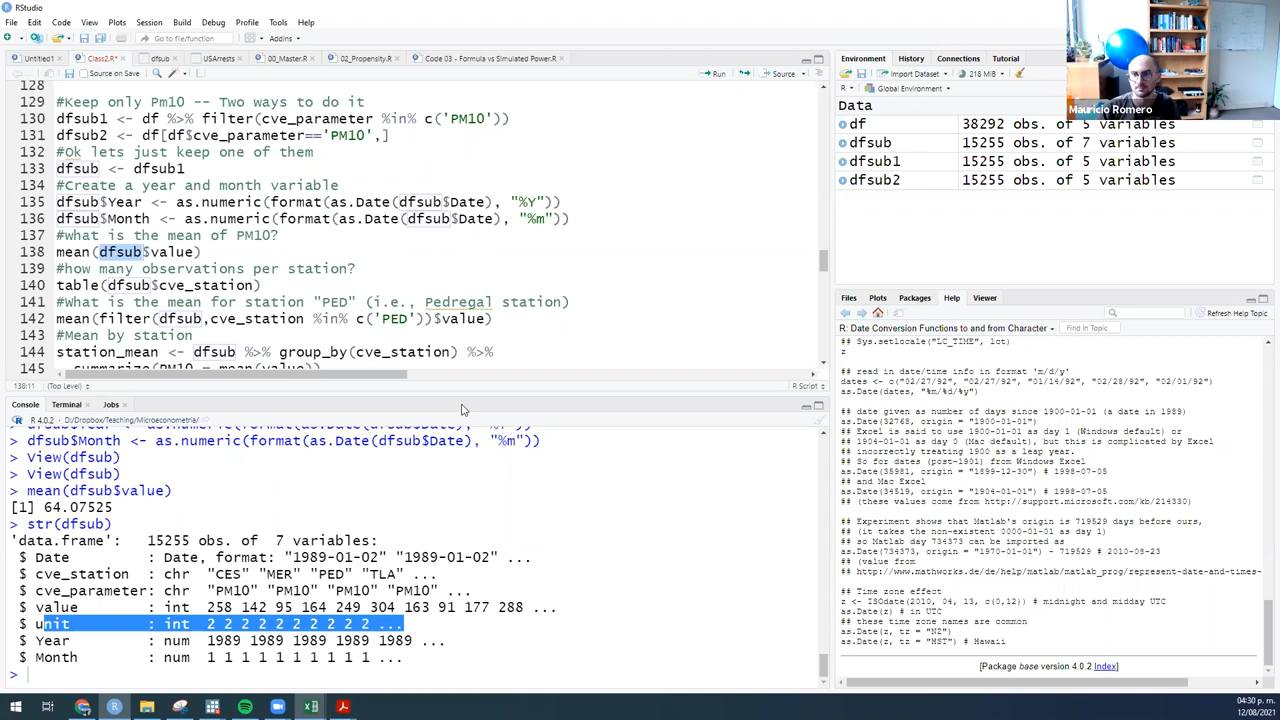 RStudio
File Edit Code View Plots Session Build Debug Profile Tools Help
Go to file/function Addins
Untitled1 Class2.R* dfsub USArrests 00_Master.R 02_Propensity.R Code 03 - Formula vs Simulated Power.R
Source on Save Run Source
128
129 #Keep only Pm10 -- Two ways to do it
130 dfsub1 <- df %>% filter(cve_parameter %in% c('PM10'))
131 dfsub2 <- df[df$cve_parameter=='PM10',]
132 #Ok lets just keep one of them
133 dfsub <- dfsub1
134 #Create a year and month variable
135 dfsub$Year <- as.numeric(format(as.Date(dfsub$Date), "%Y"))
136 dfsub$Month <- as.numeric(format(as.Date(dfsub$Date), "%m"))
137 #what is the mean of PM10?
138 mean(dfsub$value)
139 #how many observations per station?
140 table(dfsub$cve_station)
141 #What is the mean for station "PED" (i.e., Pedregal station)
142 mean(filter(dfsub,cve_station %in% c('PED'))$value)
143 #Mean by station
144 station_mean <- dfsub %>% group_by(cve_station) %>%
145 summarize(PM10 = mean(value))
138:11 (Top Level) R Script
Console Terminal Jobs
R 4.0.2 · D:/Dropbox/Teaching/Microeconometria/
> dfsub$Month <- as.numeric(format(as.Date(dfsub$Date), "%m"))
> View(dfsub)
> View(dfsub)
> mean(dfsub$value)
[1] 64.07525
> str(dfsub)
'data.frame': 15255 obs. of 7 variables:
$ Date : Date, format: "1989-01-02" "1989-01-02" ...
$ cve_station : chr "CES" "MER" "PED" "TLA" ...
$ cve_parameter: chr "PM10" "PM10" "PM10" "PM10" ...
$ value : int 258 142 95 164 249 304 163 91 177 288 ...
$ unit : int 2 2 2 2 2 2 2 2 2 2 ...
$ Year : num 1989 1989 1989 1989 1989 ...
$ Month : num 1 1 1 1 1 1 1 1 1 1 ...
>
Environment History Connections Tutorial
Import Dataset 218 MiB
R Global Environment
Data
df 38292 obs. of 5 variables
dfsub 15255 obs. of 7 variables
dfsub1 15255 obs. of 5 variables
dfsub2 15255 obs. of 5 variables
Mauricio Romero
Files Plots Packages Help Viewer
Refresh Help Topic
R: Date Conversion Functions to and from Character Find in Topic
## Sys.setlocale("LC_TIME", lct)
z
## read in date/time info in format 'm/d/y'
dates <- c("02/27/92", "02/27/92", "01/14/92", "02/28/92", "02/01/92")
as.Date(dates, "%m/%d/%y")
## date given as number of days since 1900-01-01 (a date in 1989)
as.Date(32768, origin = "1900-01-01")
## Excel is said to use 1900-01-01 as day 1 (Windows default) or
## 1904-01-01 as day 0 (Mac default), but this is complicated by Excel
## incorrectly treating 1900 as a leap year.
## So for dates (post-1901) from Windows Excel
as.Date(35981, origin = "1899-12-30") # 1998-07-05
## and Mac Excel
as.Date(34519, origin = "1904-01-01") # 1998-07-05
## (these values come from http://support.microsoft.com/kb/214330)
## Experiment shows that Matlab's origin is 719529 days before ours,
## (it takes the non-existent 0000-01-01 as day 1)
## so Matlab day 734373 can be imported as
as.Date(734373, origin = "1970-01-01") - 719529 # 2010-08-23
## (value from
## http://www.mathworks.de/de/help/matlab/matlab_prog/represent-date-and-times-
## Time zone effect
z <- ISOdate(2010, 04, 13, c(0,12)) # midnight and midday UTC
as.Date(z) # in UTC
## these time zone names are common
as.Date(z, tz = "NZ")
as.Date(z, tz = "HST") # Hawaii
[Package base version 4.0.2 Index]
04:30 p. m.
12/08/2021